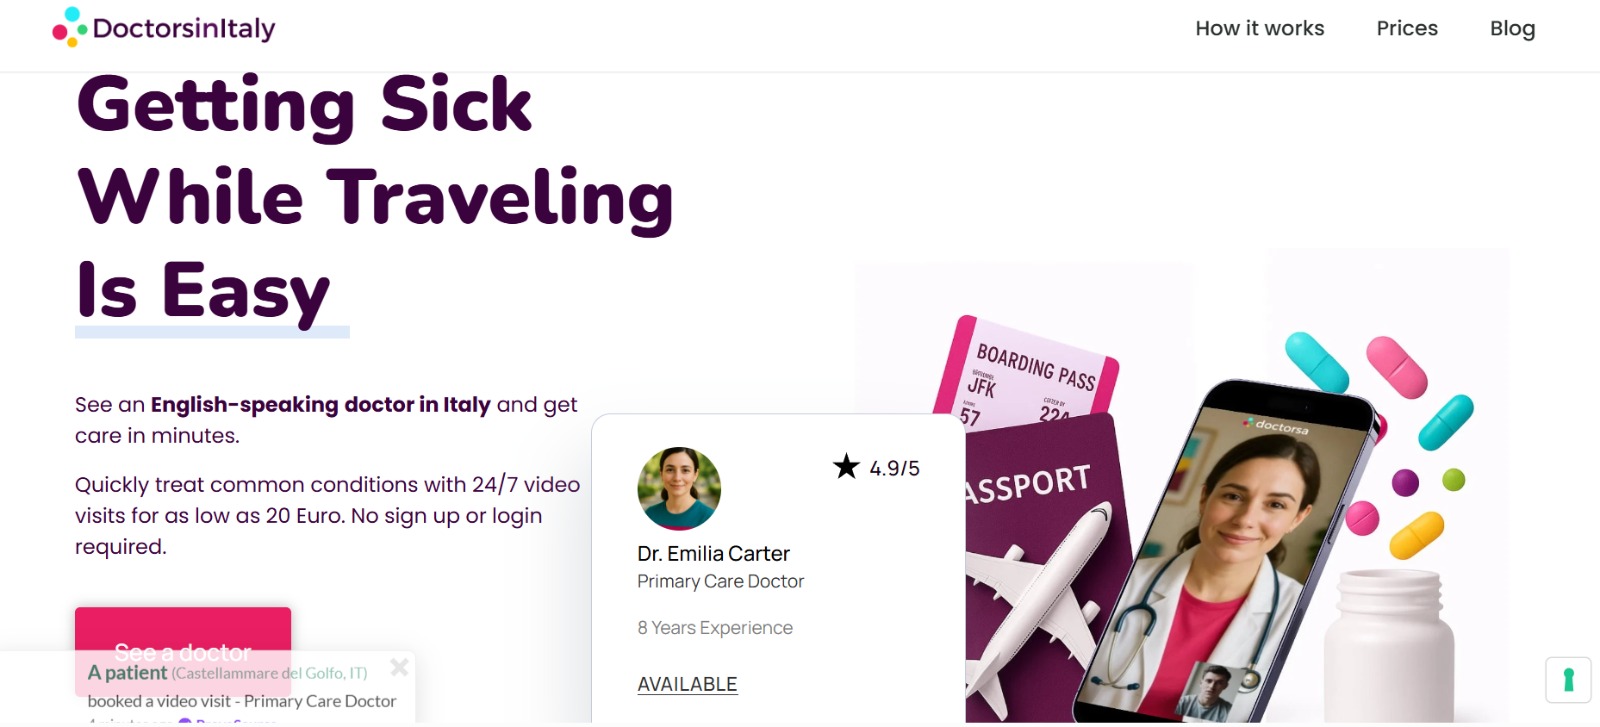 DoctorsinItaly
How it works
Prices
Blog
Getting Sick
While Traveling
Is Easy
See an English-speaking doctor in Italy and get
care in minutes.
Quickly treat common conditions with 24/7 video
visits for as low as 20 Euro. No sign up or login
required.
See a doctor
A patient (Castellammare del Golfo, IT)
booked a video visit - Primary Care Doctor
4.9/5
Dr. Emilia Carter
Primary Care Doctor
8 Years Experience
AVAILABLE
BOARDING PASS
JFK
57
224
ASSPORT
doctorsa